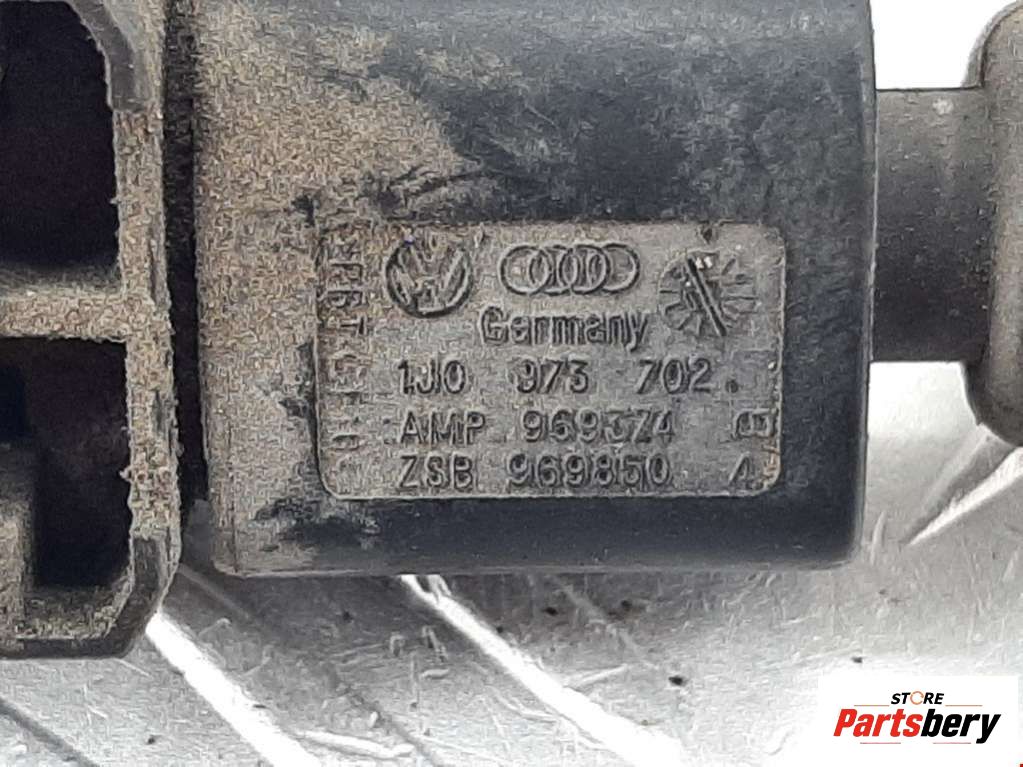 Germany
1J0 973 702.
AMP 969374 B
ZSB 969850 A
STORE
Partsbery